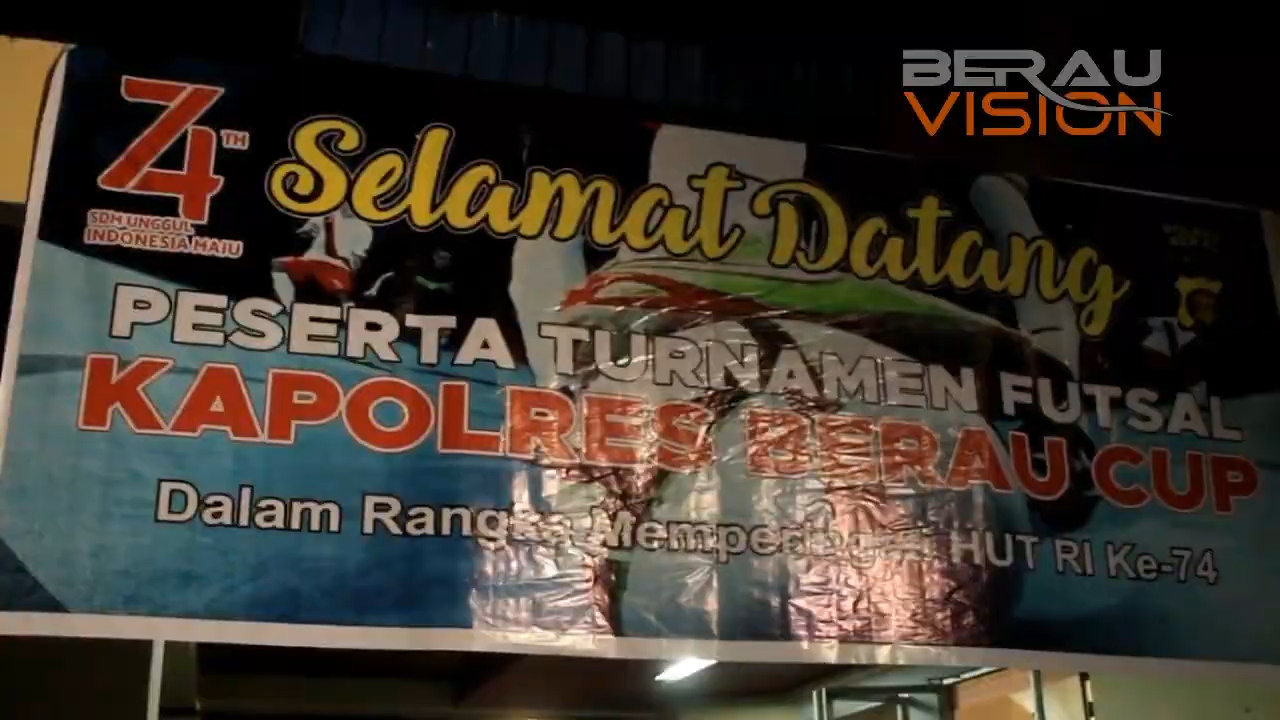 BERAU
VISION
74TH
SDM UNGGUL
INDONESIA MAJU
Selamat Datang
PESERTA TURNAMEN FUTSAL
KAPOLRES BERAU CUP
Dalam Rangka Memperingati HUT RI Ke-74